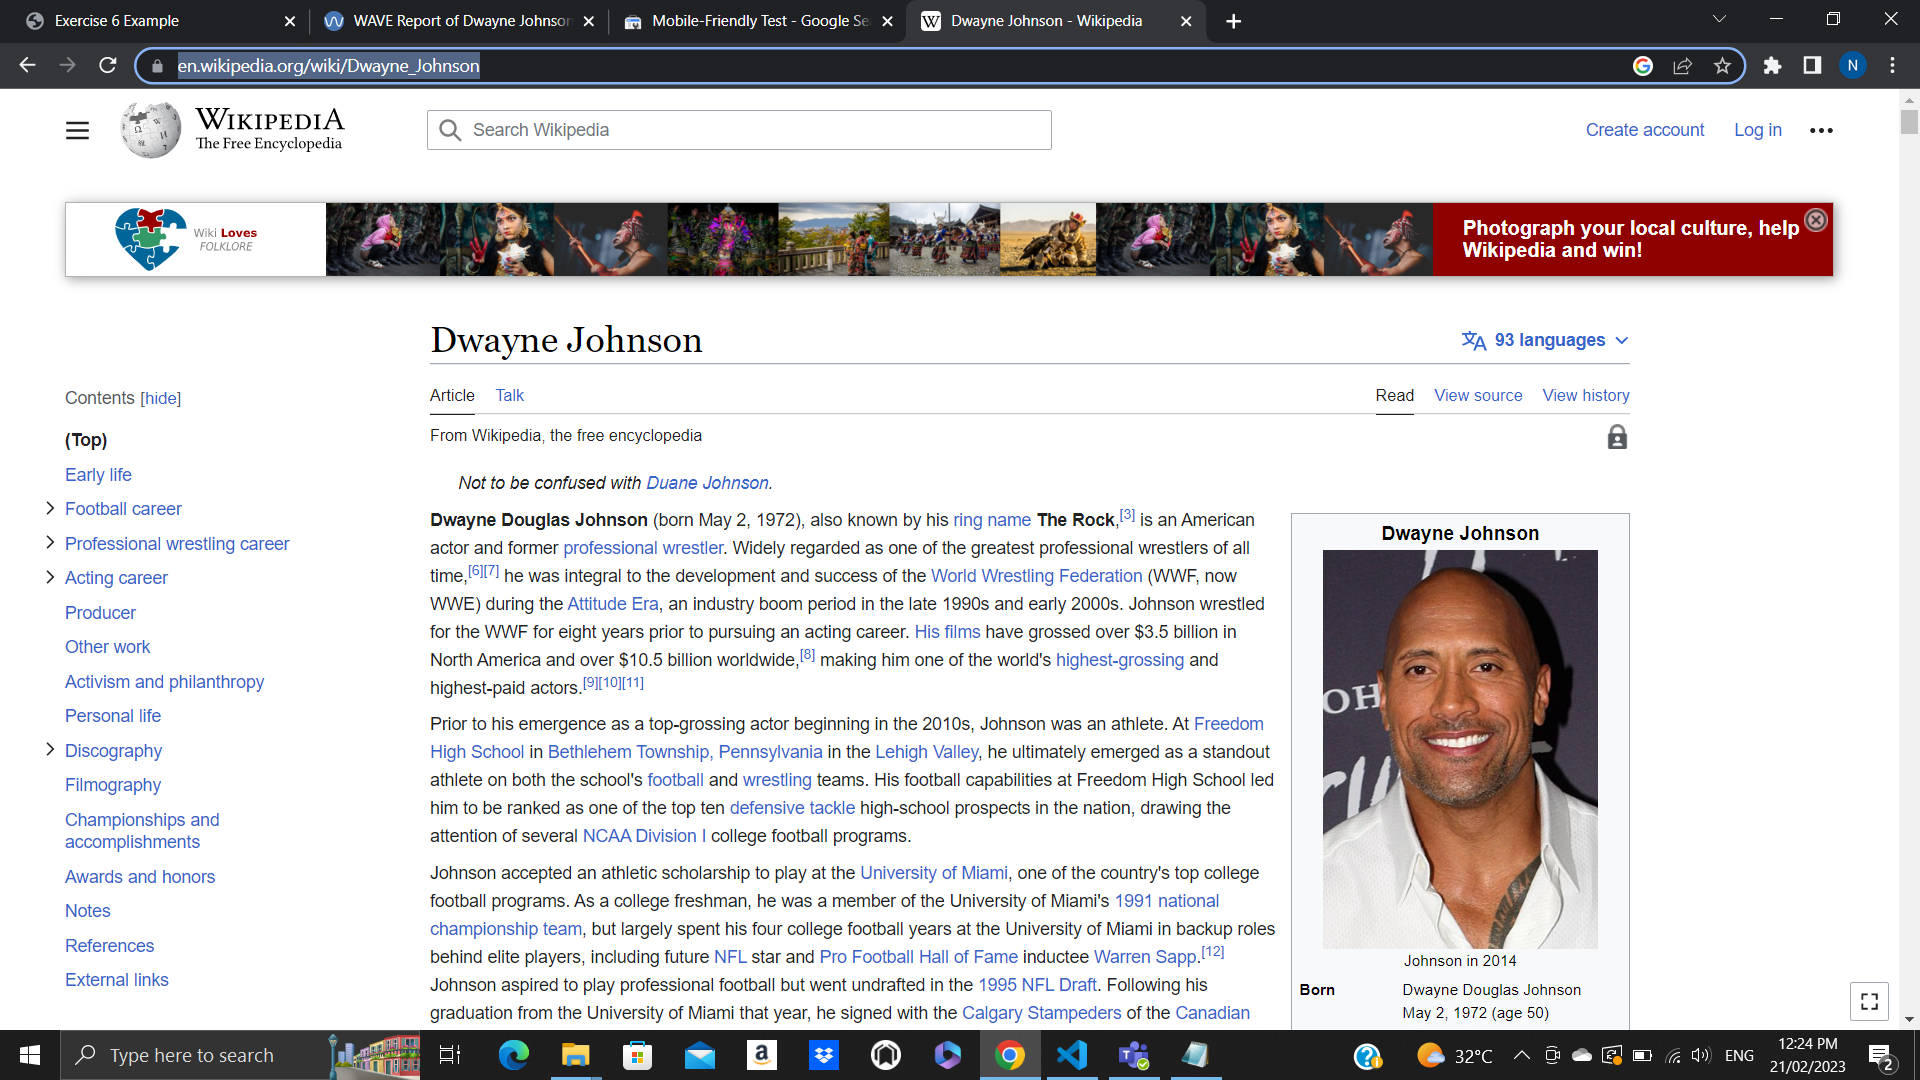 Exercise 6 Example
WAVE Report of Dwayne Johnson
Mobile-Friendly Test - Google Se
Dwayne Johnson - Wikipedia
en.wikipedia.org/wiki/Dwayne_Johnson
N
WIKIPEDIA
The Free Encyclopedia
Search Wikipedia
Create account
Log in
Wiki Loves
FOLKLORE
Photograph your local culture, help
Wikipedia and win!
Dwayne Johnson
93 languages
Article Talk
Read View source View history
From Wikipedia, the free encyclopedia
Contents [hide]
(Top)
Early life
Football career
Professional wrestling career
Acting career
Producer
Other work
Activism and philanthropy
Personal life
Discography
Filmography
Championships and
accomplishments
Awards and honors
Notes
References
External links
Not to be confused with Duane Johnson.
Dwayne Douglas Johnson (born May 2, 1972), also known by his ring name The Rock,[3] is an American
actor and former professional wrestler. Widely regarded as one of the greatest professional wrestlers of all
time,[6][7] he was integral to the development and success of the World Wrestling Federation (WWF, now
WWE) during the Attitude Era, an industry boom period in the late 1990s and early 2000s. Johnson wrestled
for the WWF for eight years prior to pursuing an acting career. His films have grossed over $3.5 billion in
North America and over $10.5 billion worldwide,[8] making him one of the world's highest-grossing and
highest-paid actors.[9][10][11]
Prior to his emergence as a top-grossing actor beginning in the 2010s, Johnson was an athlete. At Freedom
High School in Bethlehem Township, Pennsylvania in the Lehigh Valley, he ultimately emerged as a standout
athlete on both the school's football and wrestling teams. His football capabilities at Freedom High School led
him to be ranked as one of the top ten defensive tackle high-school prospects in the nation, drawing the
attention of several NCAA Division I college football programs.
Johnson accepted an athletic scholarship to play at the University of Miami, one of the country's top college
football programs. As a college freshman, he was a member of the University of Miami's 1991 national
championship team, but largely spent his four college football years at the University of Miami in backup roles
behind elite players, including future NFL star and Pro Football Hall of Fame inductee Warren Sapp.[12]
Johnson aspired to play professional football but went undrafted in the 1995 NFL Draft. Following his
graduation from the University of Miami that year, he signed with the Calgary Stampeders of the Canadian
Dwayne Johnson
OH
Johnson in 2014
Born Dwayne Douglas Johnson
May 2, 1972 (age 50)
Type here to search
32°C
ENG
12:24 PM
21/02/2023
2